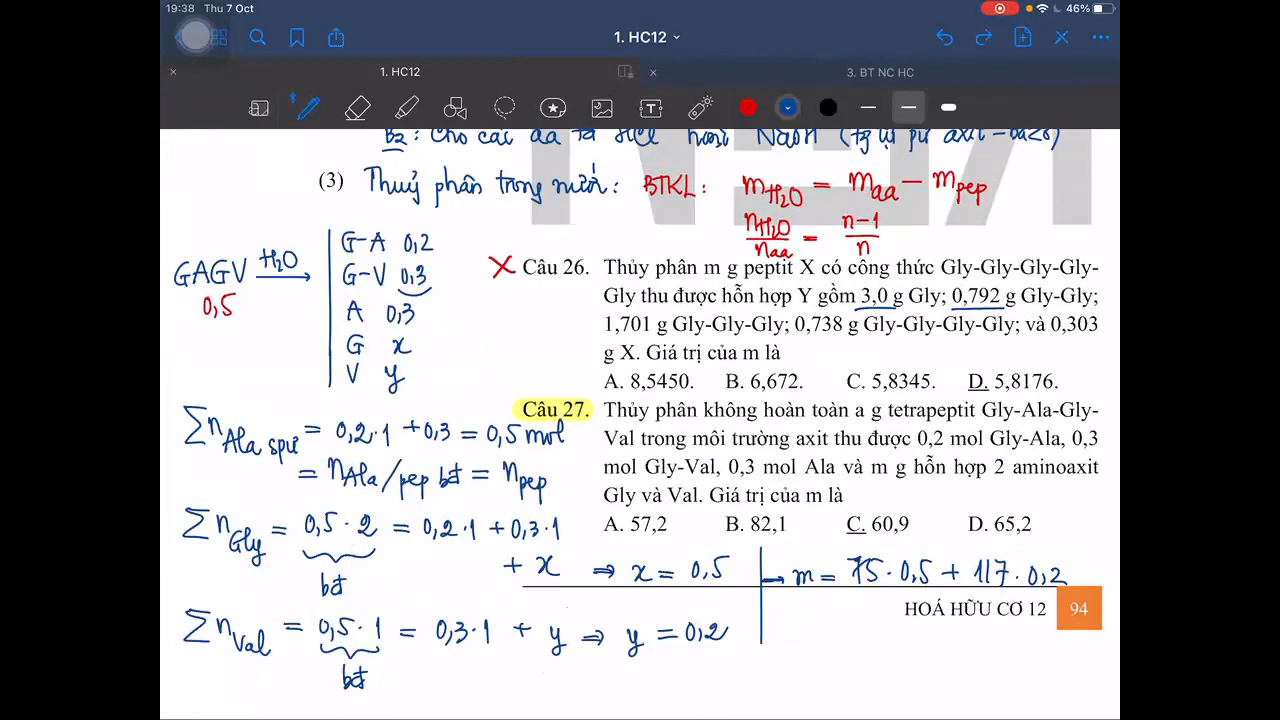 19:38 Thu 7 Oct
46%
1. HC12
1. HC12
3. BT NC HC
B2: Cho các aa
NaOH
(3) Thuỷ phân trong nước: BTKL: mH₂O = maa − mpep
nH₂O/naa = n−1/n
GAGV H₂O →
0,5
G-A 0,2
G-V 0,3
A 0,3
G x
V y
X Câu 26. Thủy phân m g peptit X có công thức Gly-Gly-Gly-Gly-
Gly thu được hỗn hợp Y gồm 3,0 g Gly; 0,792 g Gly-Gly;
1,701 g Gly-Gly-Gly; 0,738 g Gly-Gly-Gly-Gly; và 0,303
g X. Giá trị của m là
A. 8,5450. B. 6,672. C. 5,8345. D. 5,8176.
Câu 27. Thủy phân không hoàn toàn a g tetrapeptit Gly-Ala-Gly-
Val trong môi trường axit thu được 0,2 mol Gly-Ala, 0,3
mol Gly-Val, 0,3 mol Ala và m g hỗn hợp 2 aminoaxit
Gly và Val. Giá trị của m là
A. 57,2 B. 82,1 C. 60,9 D. 65,2
∑nAla spư = 0,2·1 + 0,3 = 0,5 mol
= nAla/pep bđ = npep
∑nGly = 0,5·2 = 0,2·1 + 0,3·1
bđ
+ x ⇒ x = 0,5
→ m = 75·0,5 + 117·0,2
∑nVal = 0,5·1 = 0,3·1 + y ⇒ y = 0,2
bđ
HOÁ HỮU CƠ 12 94